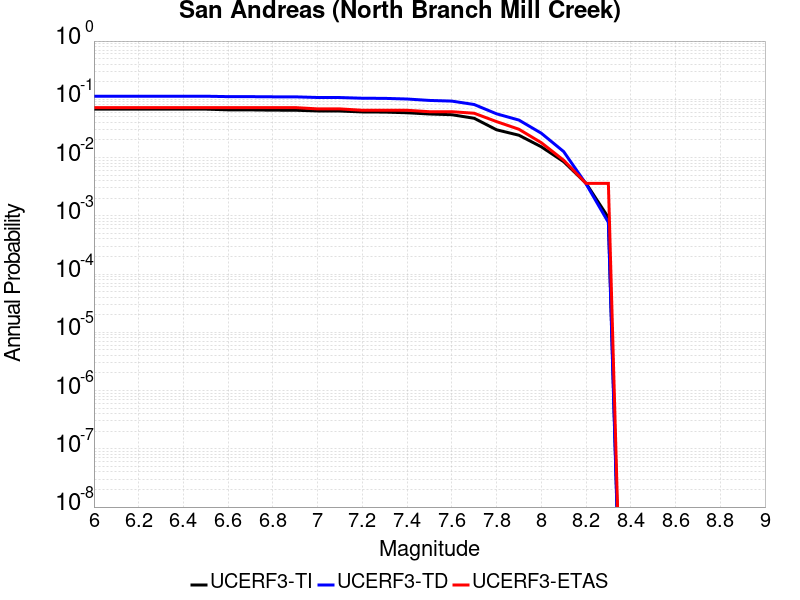 San Andreas (North Branch Mill Creek)
10^0
10^-1
10^-2
10^-3
10^-4
10^-5
10^-6
10^-7
10^-8
Annual Probability
6 6.2 6.4 6.6 6.8 7 7.2 7.4 7.6 7.8 8 8.2 8.4 8.6 8.8 9
Magnitude
UCERF3-TI UCERF3-TD UCERF3-ETAS